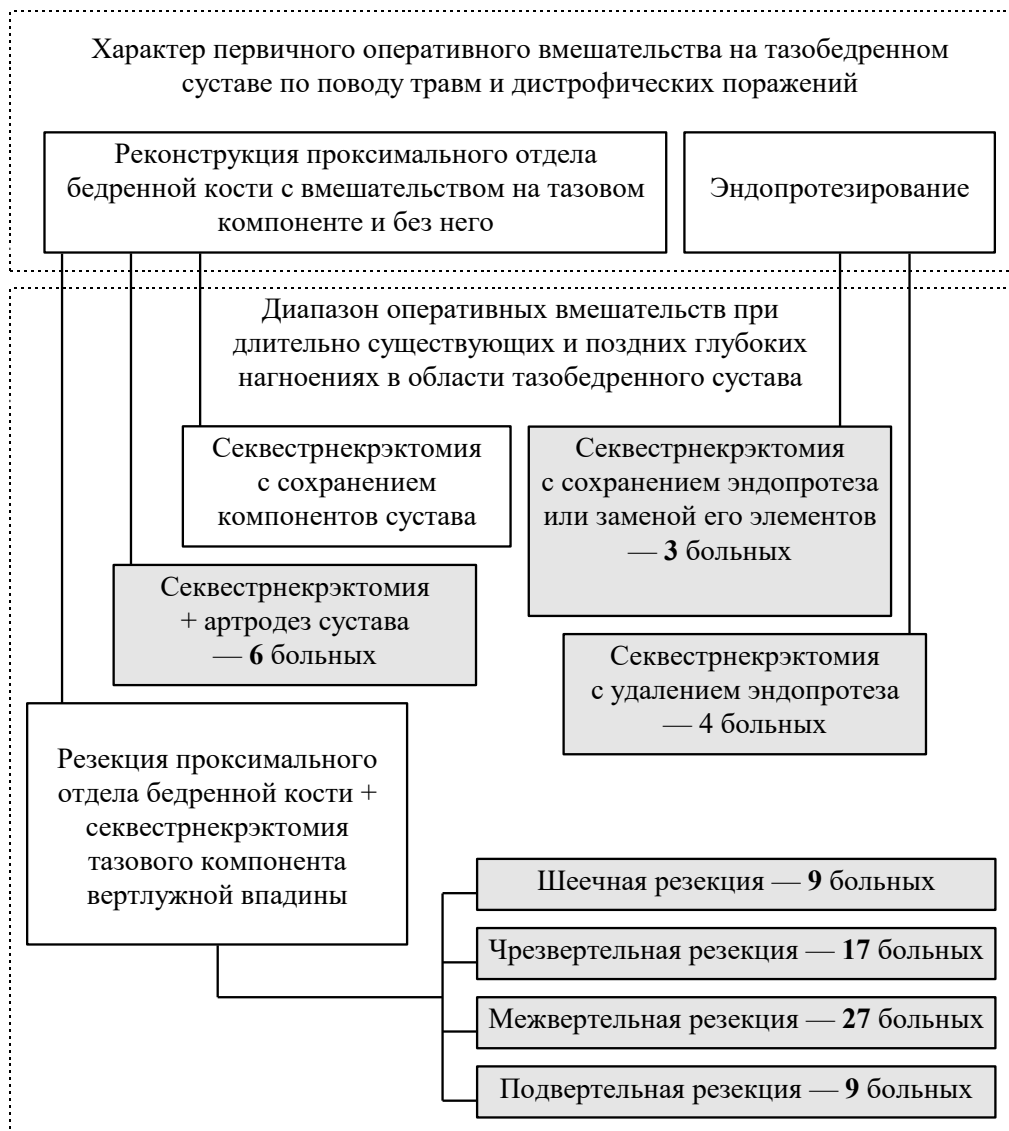 Характер первичного оперативного вмешательства на тазобедренном
суставе по поводу травм и дистрофических поражений
Реконструкция проксимального отдела
бедренной кости с вмешательством на тазовом
компоненте и без него
Эндопротезирование
Диапазон оперативных вмешательств при
длительно существующих и поздних глубоких
нагноениях в области тазобедренного сустава
Секвестрнекрэктомия
с сохранением
компонентов сустава
Секвестрнекрэктомия
с сохранением эндопротеза
или заменой его элементов
— 3 больных
Секвестрнекрэктомия
+ артродез сустава
— 6 больных
Секвестрнекрэктомия
с удалением эндопротеза
— 4 больных
Резекция проксимального
отдела бедренной кости +
секвестрнекрэктомия
тазового компонента
вертлужной впадины
Шеечная резекция — 9 больных
Чрезвертельная резекция — 17 больных
Межвертельная резекция — 27 больных
Подвертельная резекция — 9 больных